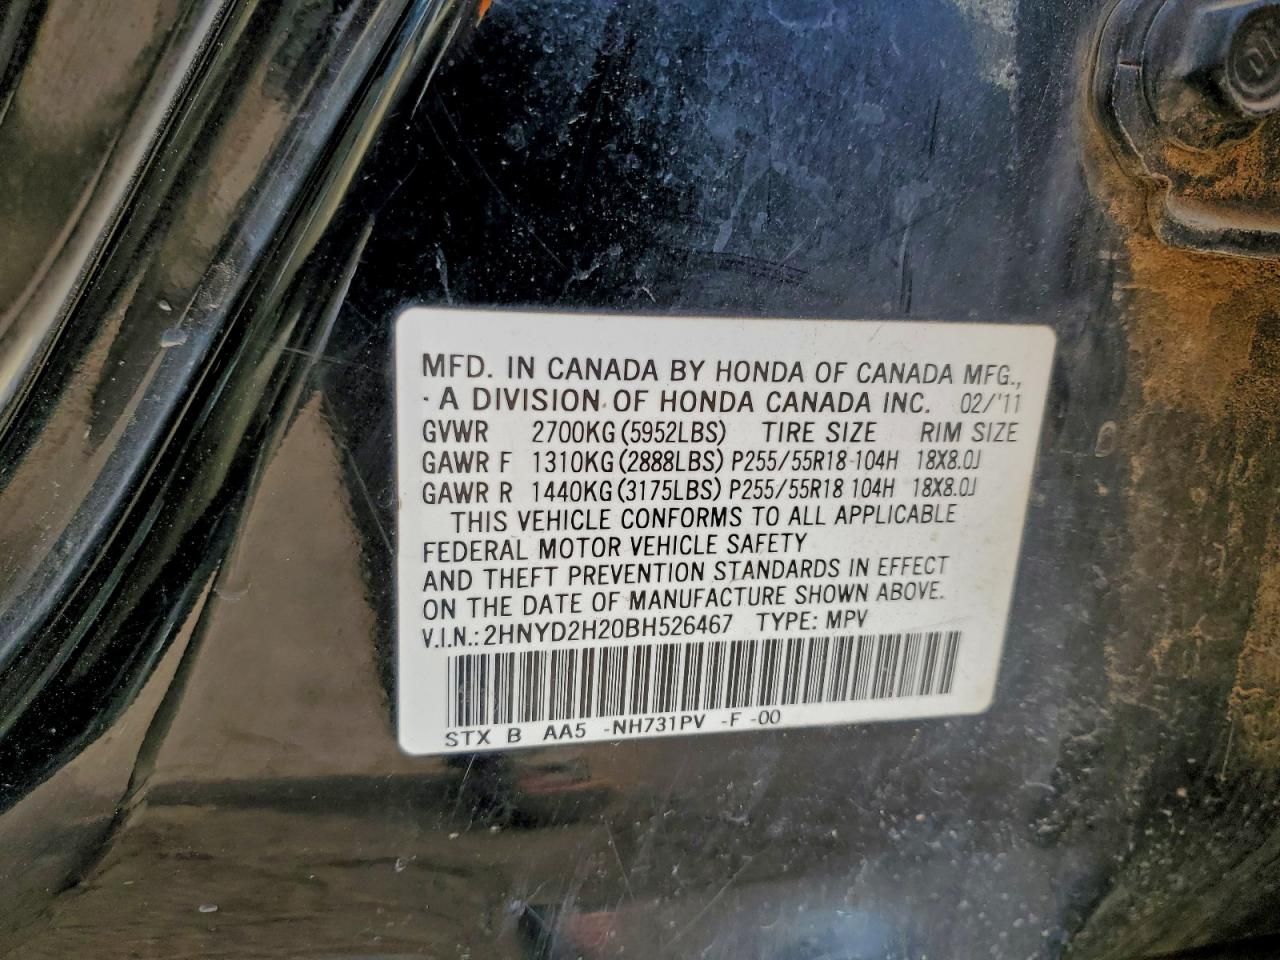 MFD. IN CANADA BY HONDA OF CANADA MFG.,
· A DIVISION OF HONDA CANADA INC. 02/'11
GVWR 2700KG (5952LBS) TIRE SIZE RIM SIZE
GAWR F 1310KG (2888LBS) P255/55R18 104H 18X8.0J
GAWR R 1440KG (3175LBS) P255/55R18 104H 18X8.0J
THIS VEHICLE CONFORMS TO ALL APPLICABLE
FEDERAL MOTOR VEHICLE SAFETY
AND THEFT PREVENTION STANDARDS IN EFFECT
ON THE DATE OF MANUFACTURE SHOWN ABOVE.
V.I.N.: 2HNYD2H20BH526467 TYPE: MPV
STX B AA5 -NH731PV -F -00